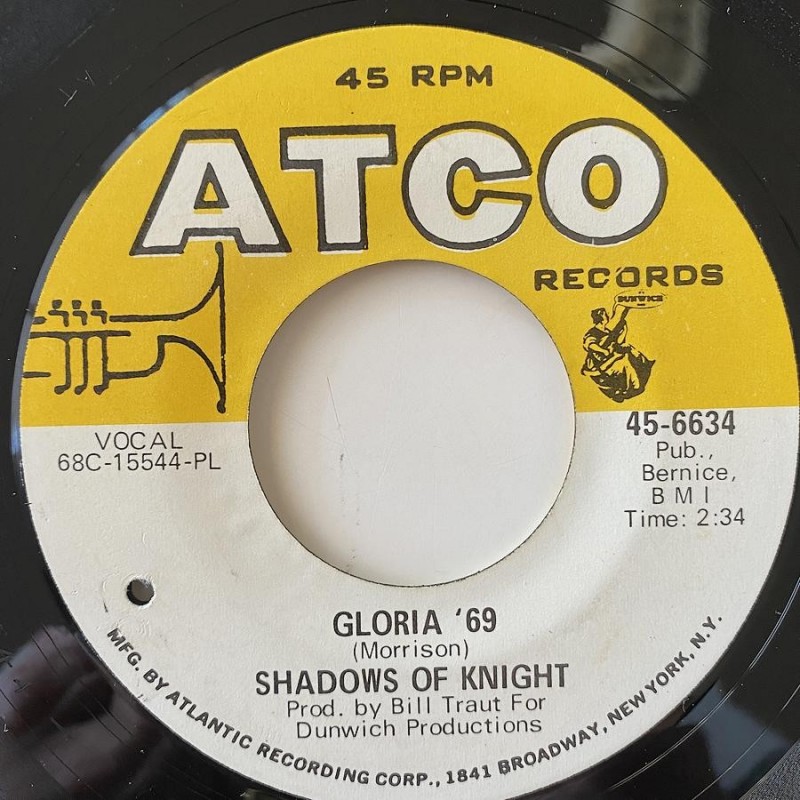 45 RPM
ATCO
RECORDS
DUNWICH
VOCAL
68C-15544-PL
45-6634
Pub.,
Bernice,
B M I
Time: 2:34
GLORIA '69
(Morrison)
SHADOWS OF KNIGHT
Prod. by Bill Traut For
Dunwich Productions
MFG. BY ATLANTIC RECORDING CORP., 1841 BROADWAY, NEW YORK, N.Y.